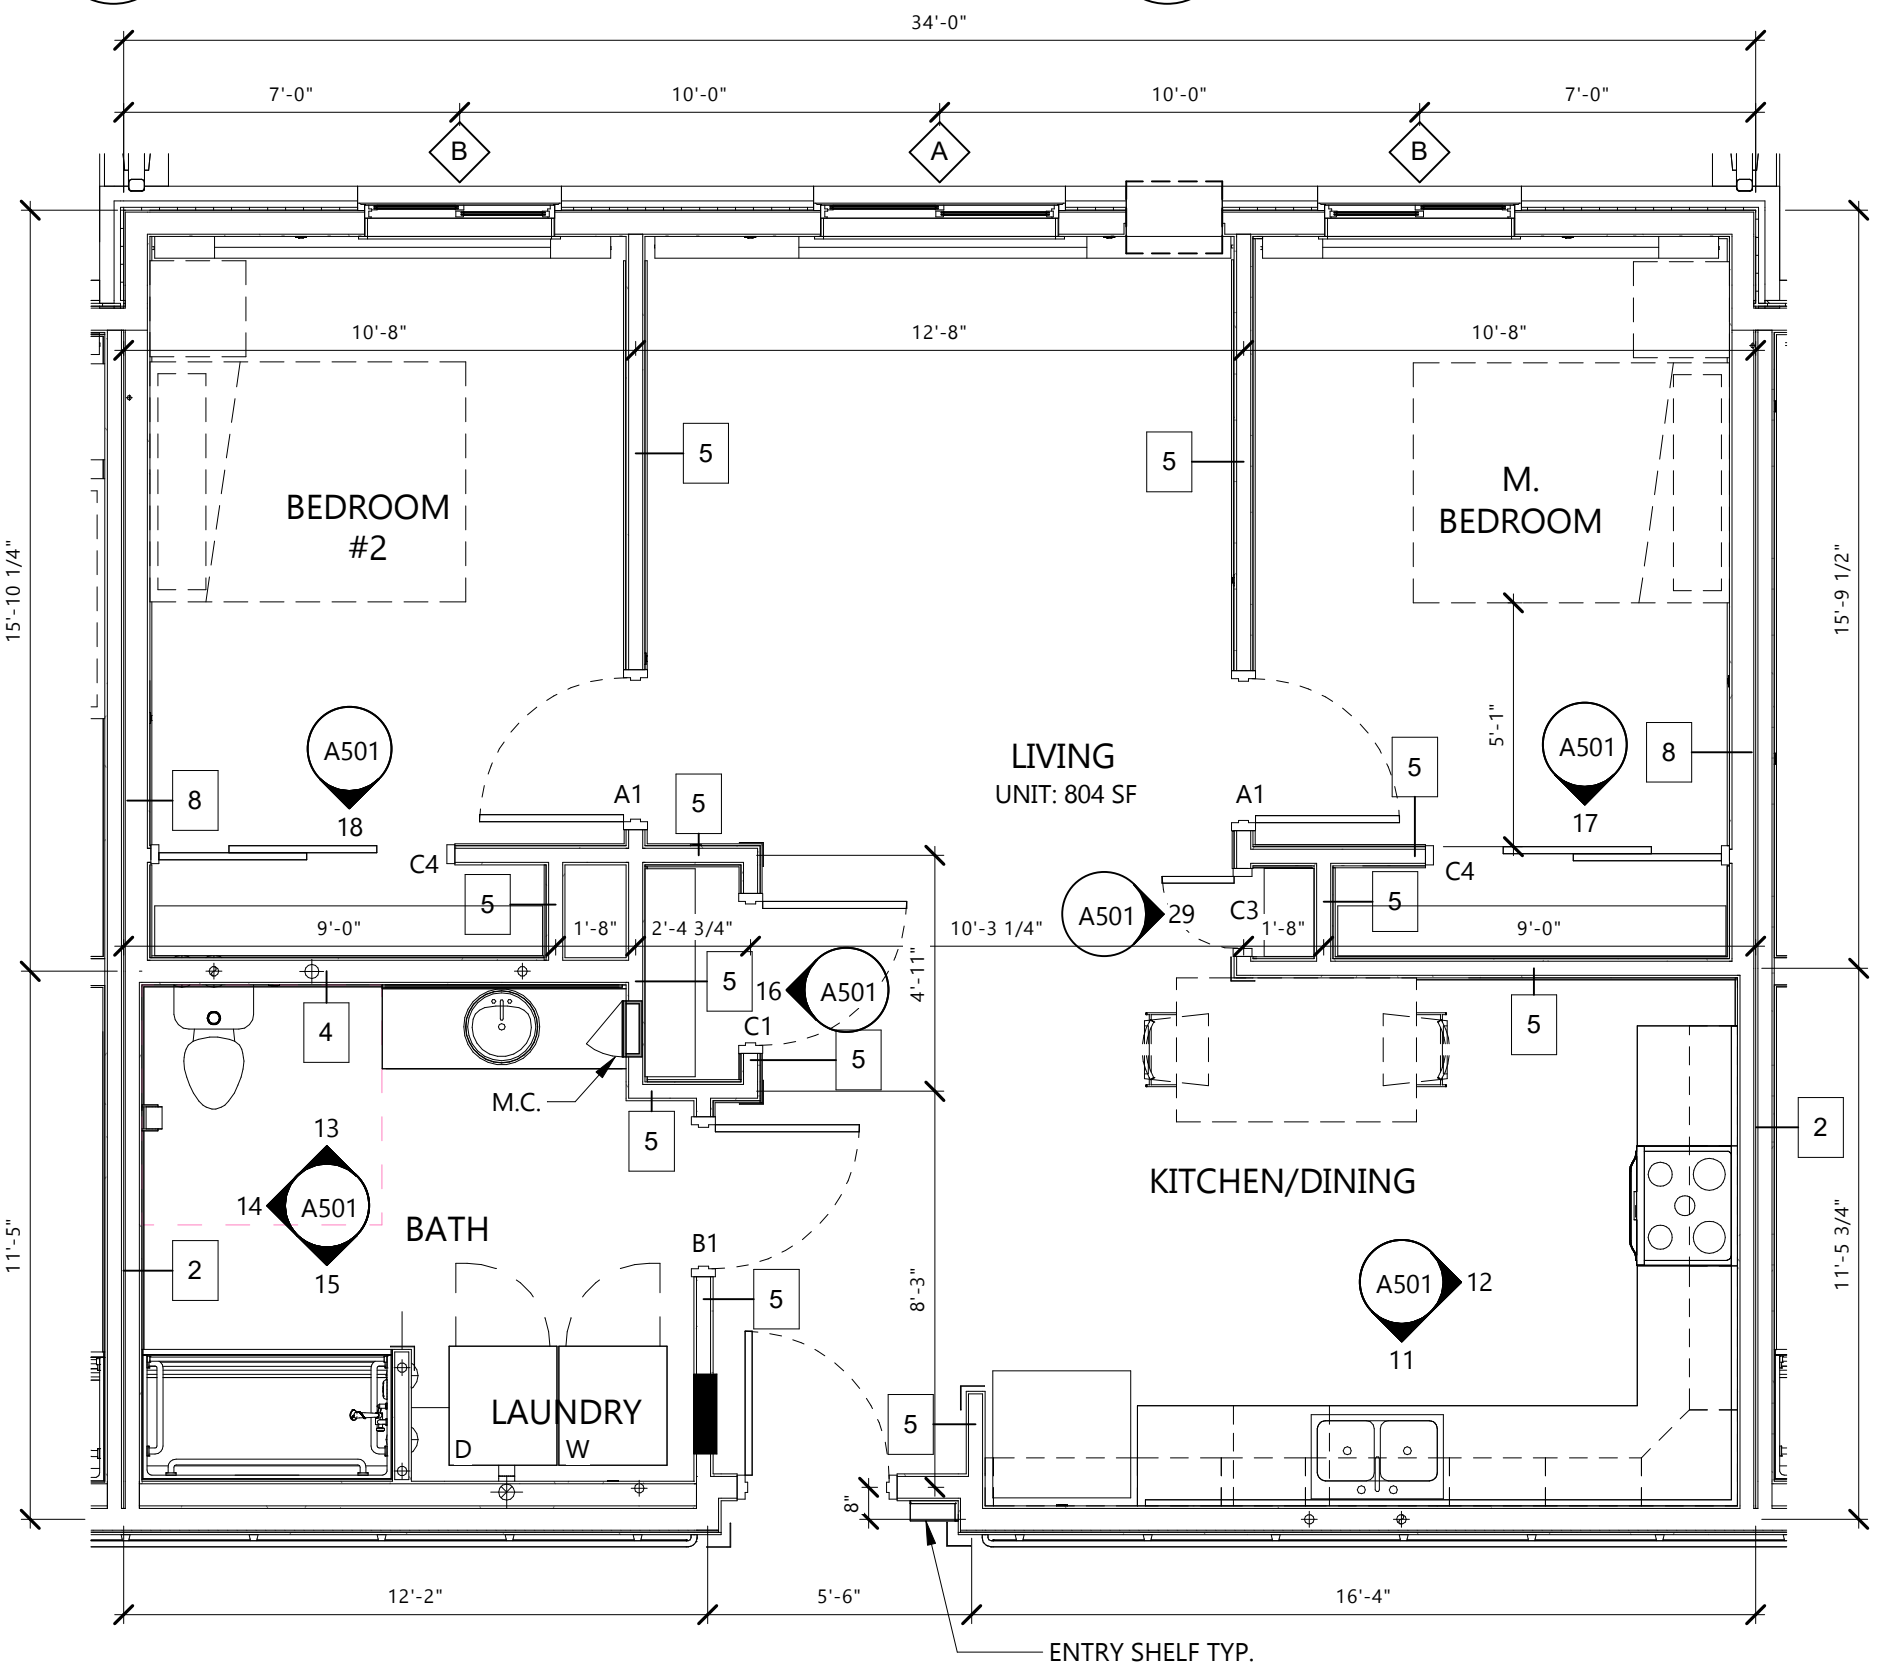 34'-0"
7'-0" 10'-0" 10'-0" 7'-0"
B A B
10'-8" 12'-8" 10'-8"
5 5
M.
BEDROOM
BEDROOM
#2
15'-10 1/4"
15'-9 1/2"
5'-1"
A501
18
A501
17
8
8
LIVING
UNIT: 804 SF
A1
5
A1
5
C4
C4
5
5
A501
29
C3
9'-0" 1'-8" 2'-4 3/4" 10'-3 1/4" 1'-8" 9'-0"
4'-11"
5
16
A501
4
C1
5
5
M.C.
5
2
13
14
A501
15
BATH
KITCHEN/DINING
11'-5"
11'-5 3/4"
2
B1
5
8'-3"
A501
12
11
LAUNDRY
D W
5
8"
12'-2" 5'-6" 16'-4"
ENTRY SHELF TYP.